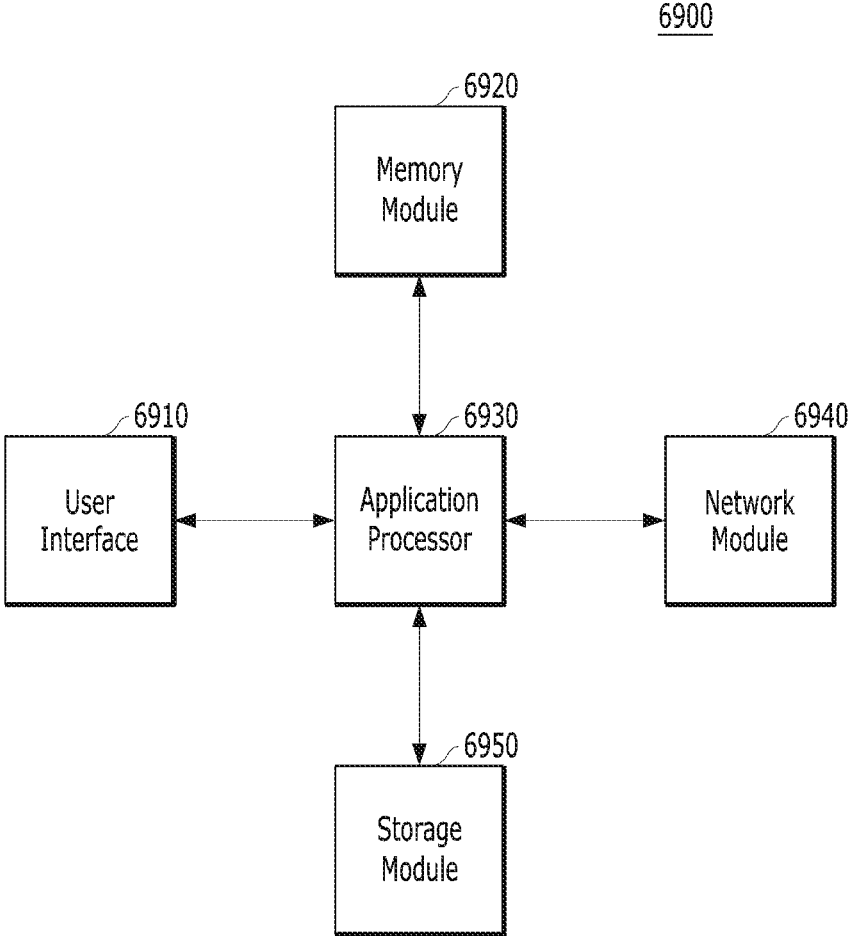 6900
6920
Memory
Module
6910
6930
6940
User
Interface
Application
Processor
Network
Module
6950
Storage
Module